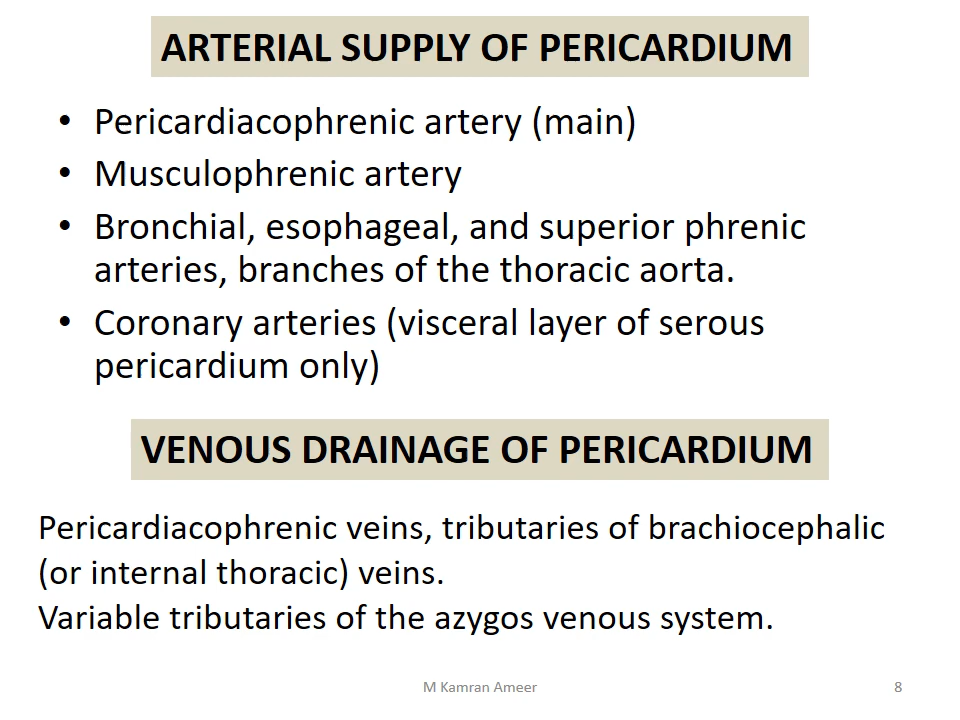 ARTERIAL SUPPLY OF PERICARDIUM
• Pericardiacophrenic artery (main)
• Musculophrenic artery
• Bronchial, esophageal, and superior phrenic
arteries, branches of the thoracic aorta.
• Coronary arteries (visceral layer of serous
pericardium only)
VENOUS DRAINAGE OF PERICARDIUM
Pericardiacophrenic veins, tributaries of brachiocephalic
(or internal thoracic) veins.
Variable tributaries of the azygos venous system.
M Kamran Ameer
8